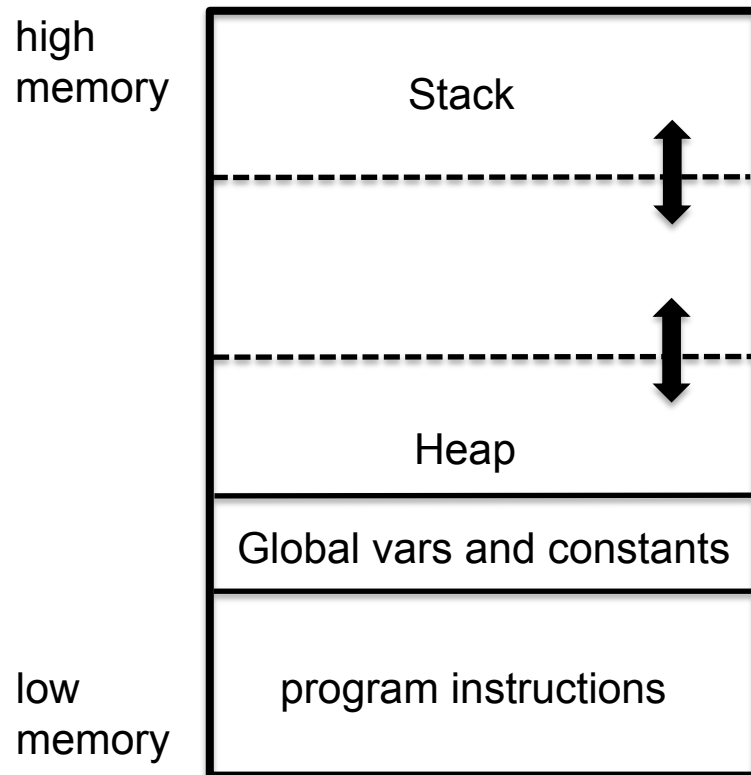 high
memory
Stack
Heap
Global vars and constants
program instructions
low
memory